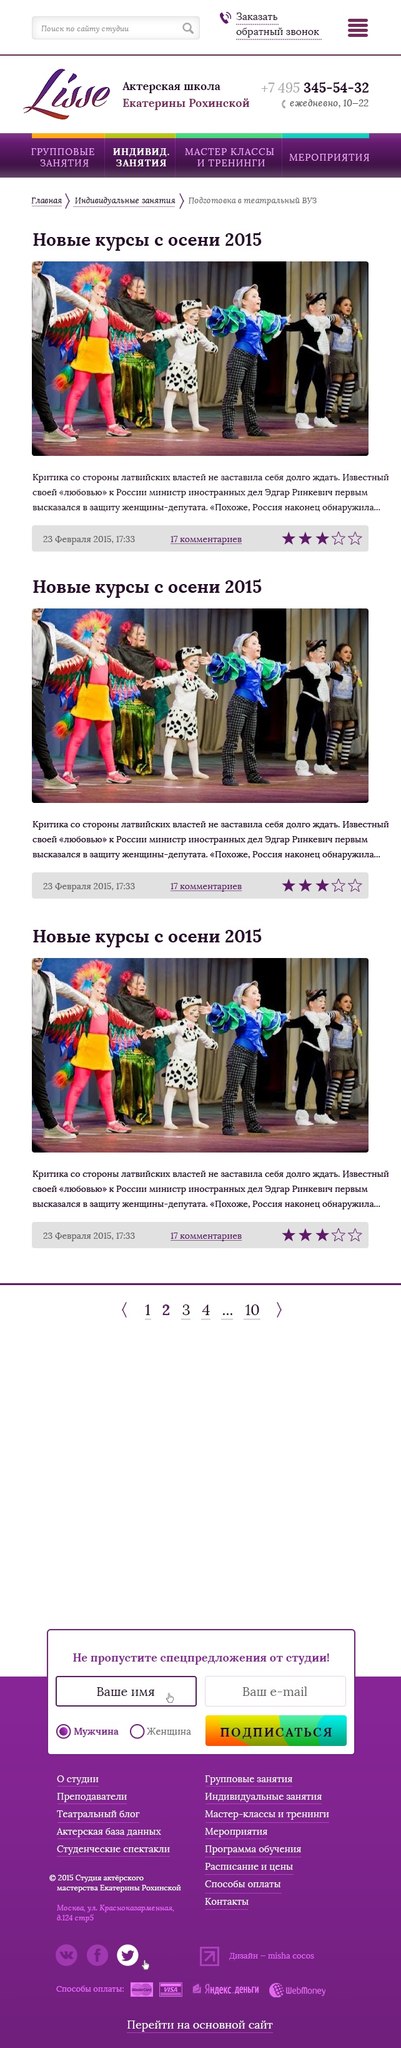 Поиск по сайту студии
Заказать
обратный звонок
Lisse
Актерская школа
Екатерины Рохинской
+7 495 345-54-32
ежедневно, 10–22
ГРУППОВЫЕ
ЗАНЯТИЯ
ИНДИВИД.
ЗАНЯТИЯ
МАСТЕР КЛАССЫ
И ТРЕНИНГИ
МЕРОПРИЯТИЯ
Главная
Индивидуальные занятия
Подготовка в театральный ВУЗ
Новые курсы с осени 2015
Критика со стороны латвийских властей не заставила себя долго ждать. Известный
своей «любовью» к России министр иностранных дел Эдгар Ринкевич первым
высказался в защиту женщины-депутата. «Похоже, Россия наконец обнаружила...
23 Февраля 2015, 17:33
17 комментариев
Новые курсы с осени 2015
Критика со стороны латвийских властей не заставила себя долго ждать. Известный
своей «любовью» к России министр иностранных дел Эдгар Ринкевич первым
высказался в защиту женщины-депутата. «Похоже, Россия наконец обнаружила...
23 Февраля 2015, 17:33
17 комментариев
Новые курсы с осени 2015
Критика со стороны латвийских властей не заставила себя долго ждать. Известный
своей «любовью» к России министр иностранных дел Эдгар Ринкевич первым
высказался в защиту женщины-депутата. «Похоже, Россия наконец обнаружила...
23 Февраля 2015, 17:33
17 комментариев
1 2 3 4 ... 10
Не пропустите спецпредложения от студии!
Ваше имя
Ваш e-mail
Мужчина
Женщина
ПОДПИСАТЬСЯ
О студии
Преподаватели
Театральный блог
Актерская база данных
Студенческие спектакли
Групповые занятия
Индивидуальные занятия
Мастер-классы и тренинги
Мероприятия
Программа обучения
Расписание и цены
Способы оплаты
Контакты
© 2015 Студия актёрского
мастерства Екатерины Рохинской
Москва, ул. Красноказарменная,
д.124 стр5
Дизайн — misha cocos
Способы оплаты:
MasterCard
VISA
Яндекс.деньги
WebMoney
Перейти на основной сайт